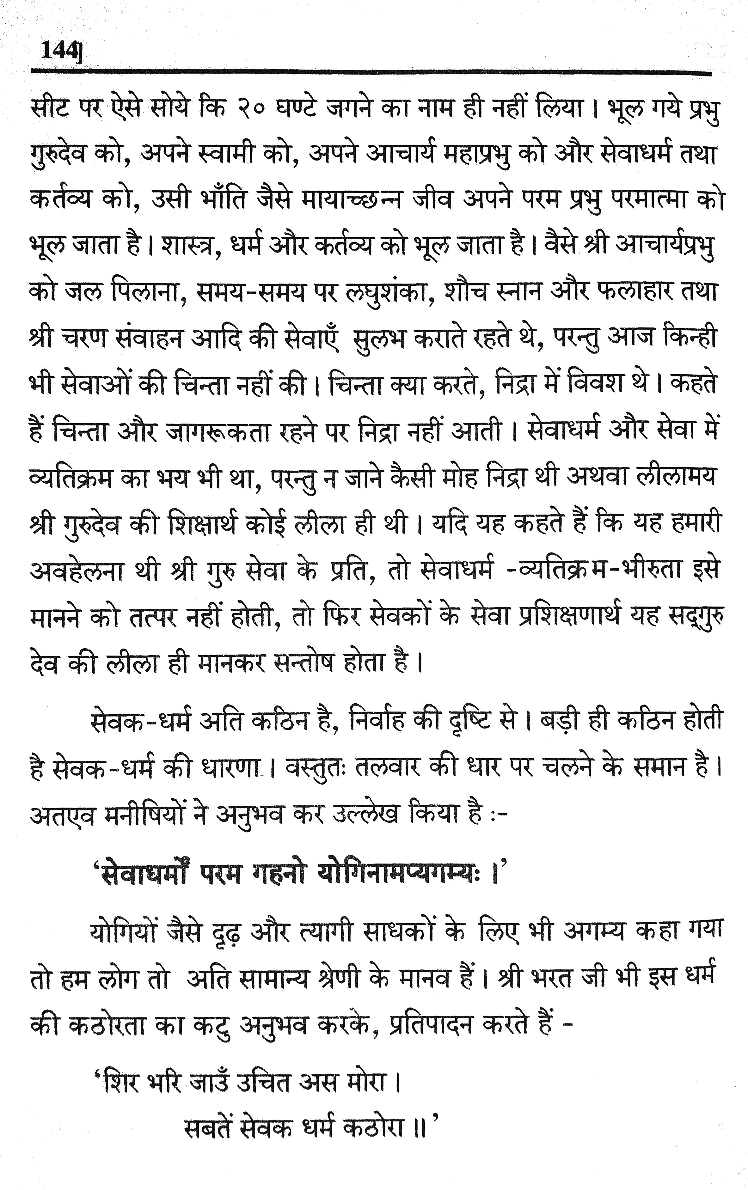 144]
सीट पर ऐसे सोये कि २० घण्टे जगने का नाम ही नहीं लिया । भूल गये प्रभु
गुरुदेव को, अपने स्वामी को, अपने आचार्य महाप्रभु को और सेवाधर्म तथा
कर्तव्य को, उसी भाँति जैसे मायाच्छन्न जीव अपने परम प्रभु परमात्मा को
भूल जाता है । शास्त्र, धर्म और कर्तव्य को भूल जाता है । वैसे श्री आचार्यप्रभु
को जल पिलाना, समय-समय पर लघुशंका, शौच स्नान और फलाहार तथा
श्री चरण संवाहन आदि की सेवाएँ सुलभ कराते रहते थे, परन्तु आज किन्ही
भी सेवाओं की चिन्ता नहीं की । चिन्ता क्या करते, निद्रा में विवश थे । कहते
हैं चिन्ता और जागरूकता रहने पर निद्रा नहीं आती । सेवाधर्म और सेवा में
व्यतिक्रम का भय भी था, परन्तु न जाने कैसी मोह निद्रा थी अथवा लीलामय
श्री गुरुदेव की शिक्षार्थ कोई लीला ही थी । यदि यह कहते हैं कि यह हमारी
अवहेलना थी श्री गुरु सेवा के प्रति, तो सेवाधर्म -व्यतिक्रम-भीरुता इसे
मानने को तत्पर नहीं होती, तो फिर सेवकों के सेवा प्रशिक्षणार्थ यह सद्गुरु
देव की लीला ही मानकर सन्तोष होता है ।
सेवक-धर्म अति कठिन है, निर्वाह की दृष्टि से । बड़ी ही कठिन होती
है सेवक-धर्म की धारणा । वस्तुतः तलवार की धार पर चलने के समान है ।
अतएव मनीषियों ने अनुभव कर उल्लेख किया है :-
‘सेवाधर्मों परम गहनो योगिनामप्यगम्यः ।’
योगियों जैसे दृढ़ और त्यागी साधकों के लिए भी अगम्य कहा गया
तो हम लोग तो अति सामान्य श्रेणी के मानव हैं । श्री भरत जी भी इस धर्म
की कठोरता का कटु अनुभव करके, प्रतिपादन करते हैं -
‘शिर भरि जाउँ उचित अस मोरा ।
सबतें सेवक धर्म कठोरा ॥’